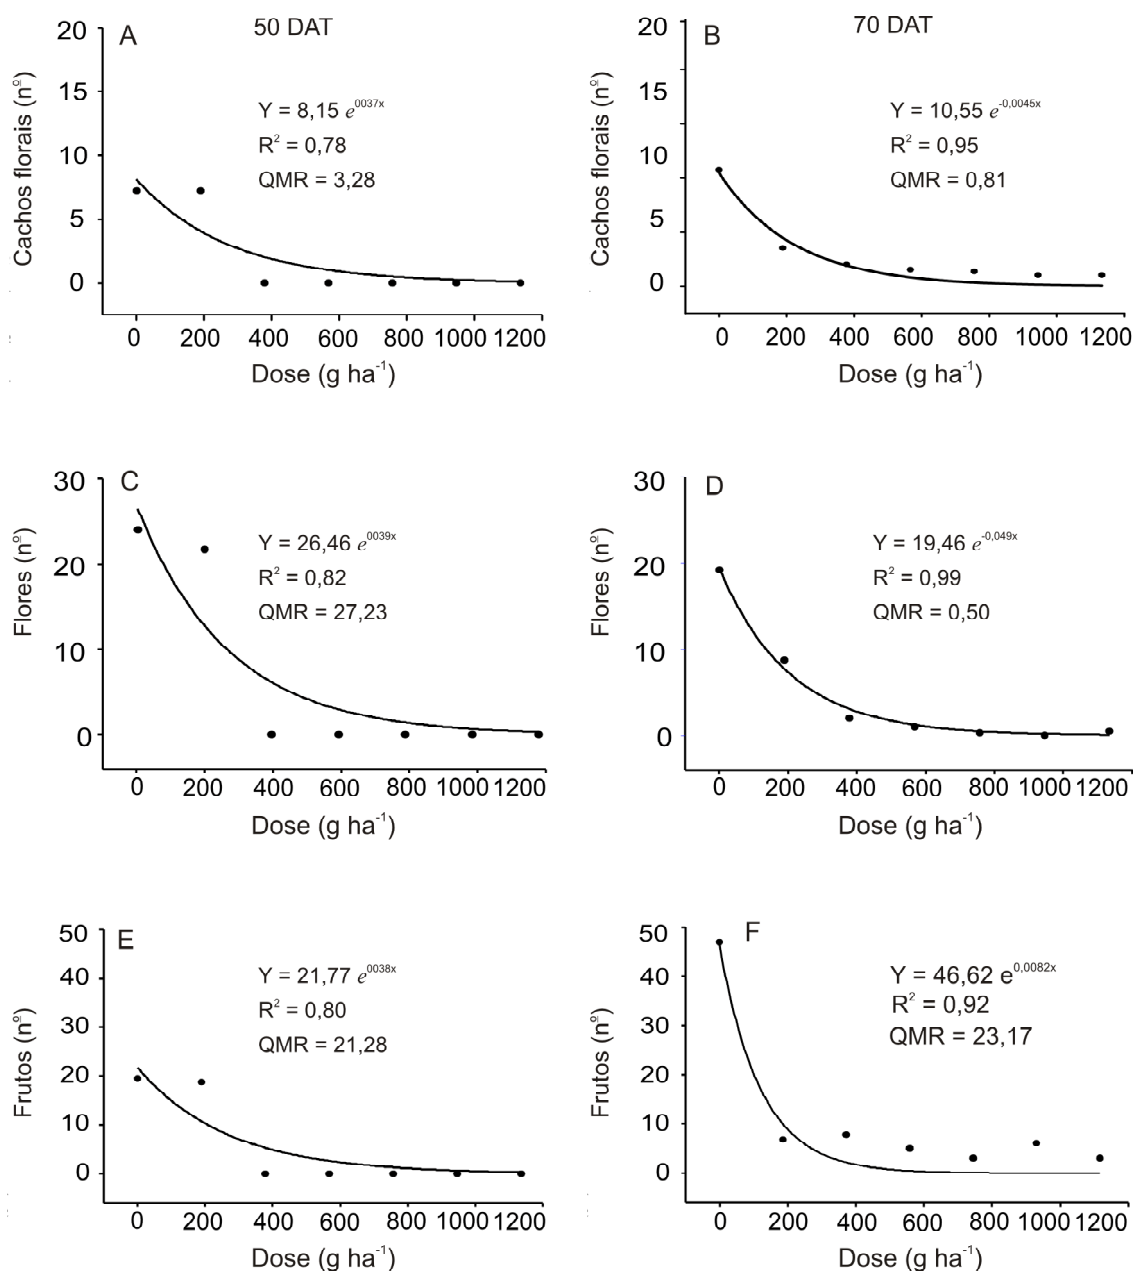 A
50 DAT
20
15
10
5
0
Cachos florais (nº)
Y = 8,15 e^0037x
R² = 0,78
QMR = 3,28
0 200 400 600 800 1000 1200
Dose (g ha⁻¹)
B
70 DAT
20
15
10
5
0
Cachos florais (nº)
Y = 10,55 e^-0,0045x
R² = 0,95
QMR = 0,81
0 200 400 600 800 1000 1200
Dose (g ha⁻¹)
C
30
20
10
0
Flores (nº)
Y = 26,46 e^0039x
R² = 0,82
QMR = 27,23
0 200 400 600 800 1000 1200
Dose (g ha⁻¹)
D
30
20
10
0
Flores (nº)
Y = 19,46 e^-0,049x
R² = 0,99
QMR = 0,50
0 200 400 600 800 1000 1200
Dose (g ha⁻¹)
E
50
40
30
20
10
0
Frutos (nº)
Y = 21,77 e^0038x
R² = 0,80
QMR = 21,28
0 200 400 600 800 1000 1200
Dose (g ha⁻¹)
F
50
40
30
20
10
0
Frutos (nº)
Y = 46,62 e^0,0082x
R² = 0,92
QMR = 23,17
0 200 400 600 800 1000 1200
Dose (g ha⁻¹)